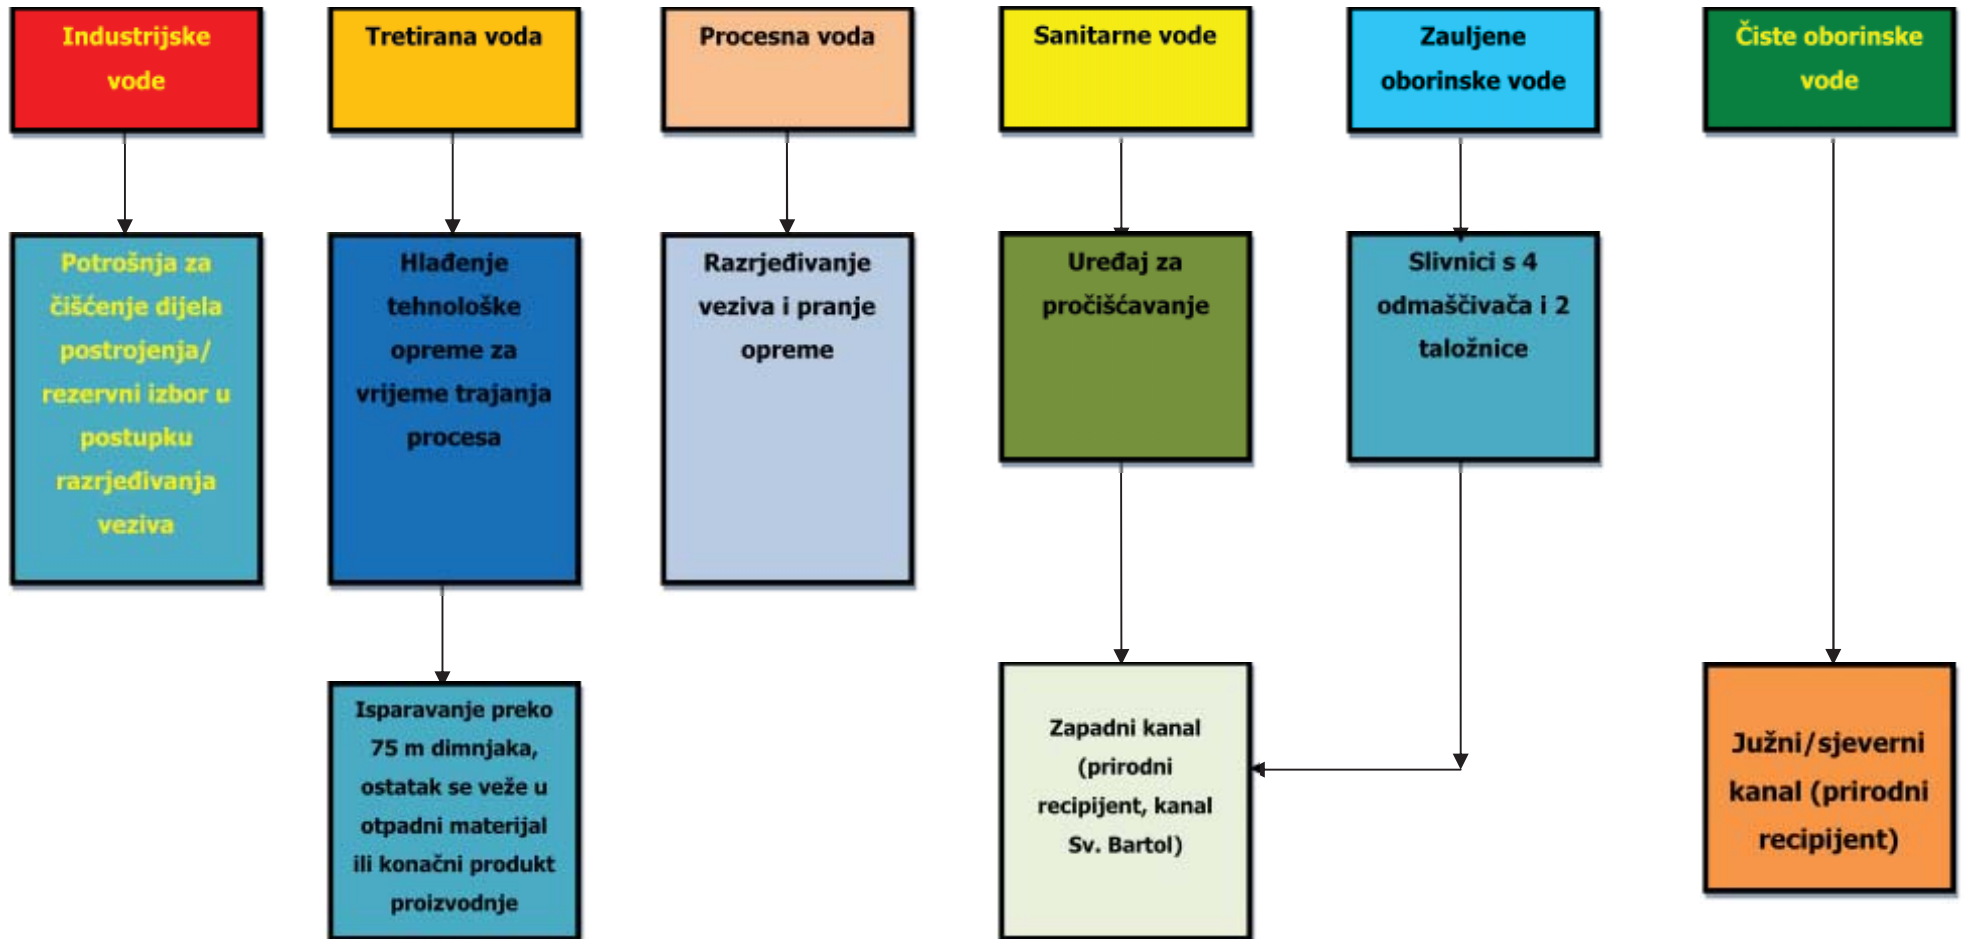 Industrijske
vode
Tretirana voda
Procesna voda
Sanitarne vode
Zauljene
oborinske vode
Čiste oborinske
vode
Potrošnja za
čišćenje dijela
postrojenja/
rezervni izbor u
postupku
razrjeđivanja
veziva
Hlađenje
tehnološke
opreme za
vrijeme trajanja
procesa
Razrjeđivanje
veziva i pranje
opreme
Uređaj za
pročišćavanje
Slivnici s 4
odmaščivača i 2
taložnice
Isparavanje preko
75 m dimnjaka,
ostatak se veže u
otpadni materijal
ili konačni produkt
proizvodnje
Zapadni kanal
(prirodni
recipijent, kanal
Sv. Bartol)
Južni/sjeverni
kanal (prirodni
recipijent)